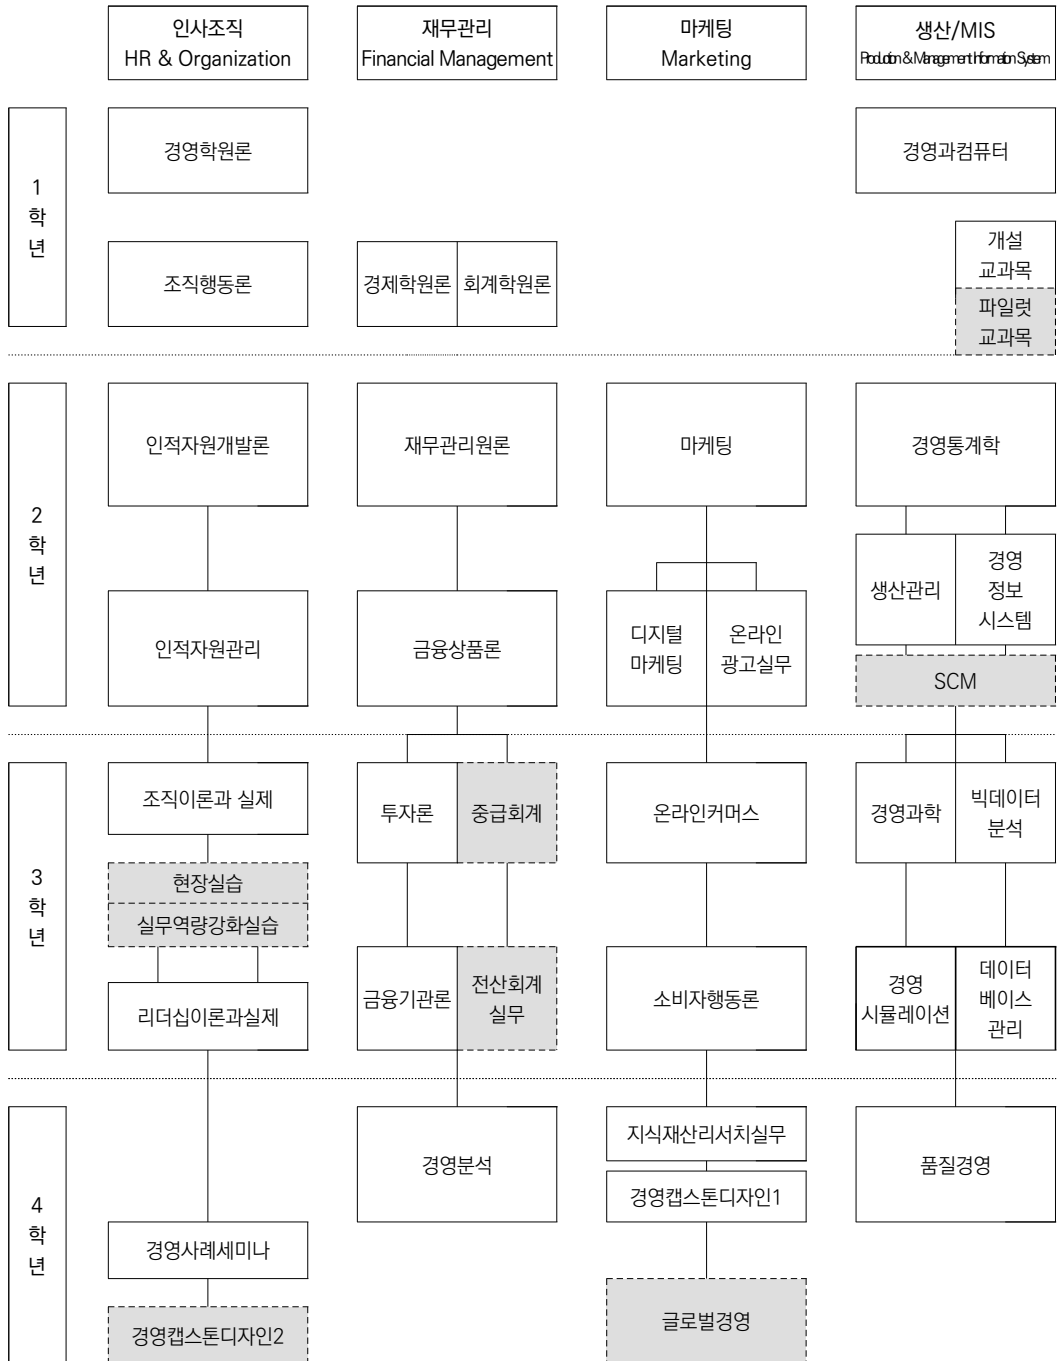 인사조직
HR & Organization
재무관리
Financial Management
마케팅
Marketing
생산/MIS
Production & Management Information System
1
학
년
경영학원론
경영과컴퓨터
조직행동론
경제학원론
회계학원론
개설
교과목
파일럿
교과목
2
학
년
인적자원개발론
재무관리원론
마케팅
경영통계학
생산관리
경영
정보
시스템
인적자원관리
금융상품론
디지털
마케팅
온라인
광고실무
SCM
3
학
년
조직이론과 실제
투자론
중급회계
온라인커머스
경영과학
빅데이터
분석
현장실습
실무역량강화실습
리더십이론과실제
금융기관론
전산회계
실무
소비자행동론
경영
시뮬레이션
데이터
베이스
관리
4
학
년
경영분석
지식재산리서치실무
경영캡스톤디자인1
품질경영
경영사례세미나
경영캡스톤디자인2
글로벌경영